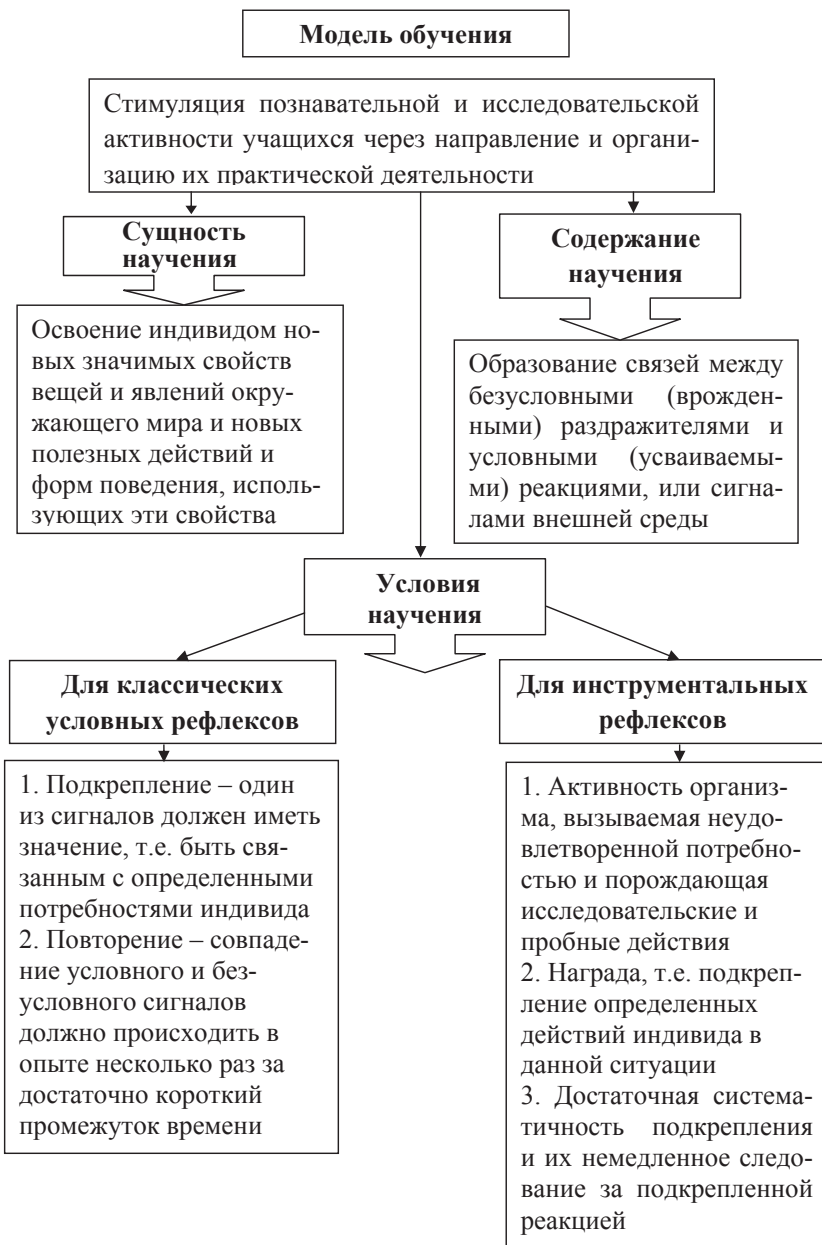 Модель обучения
Стимуляция познавательной и исследовательской
активности учащихся через направление и органи-
зацию их практической деятельности
Сущность
научения
Освоение индивидом но-
вых значимых свойств
вещей и явлений окру-
жающего мира и новых
полезных действий и
форм поведения, исполь-
зующих эти свойства
Содержание
научения
Образование связей между
безусловными (врожден-
ными) раздражителями и
условными (усваиваемы-
ми) реакциями, или сигна-
лами внешней среды
Условия
научения
Для классических
условных рефлексов
1. Подкрепление – один
из сигналов должен иметь
значение, т.е. быть свя-
занным с определенными
потребностями индивида
2. Повторение – совпаде-
ние условного и без-
условного сигналов
должно происходить в
опыте несколько раз за
достаточно короткий
промежуток времени
Для инструментальных
рефлексов
1. Активность организ-
ма, вызываемая неудо-
влетворенной потребно-
стью и порождающая
исследовательские и
пробные действия
2. Награда, т.е. подкреп-
ление определенных
действий индивида в
данной ситуации
3. Достаточная система-
тичность подкрепления
и их немедленное следо-
вание за подкрепленной
реакцией